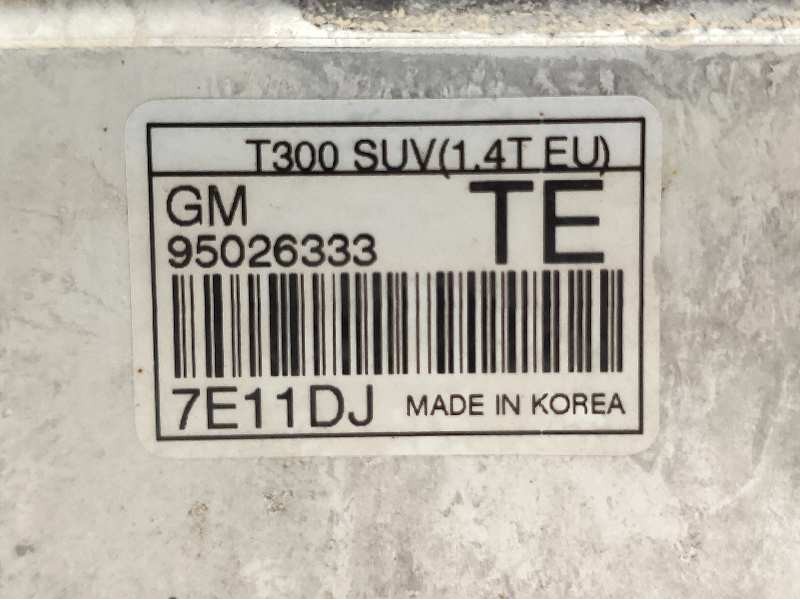 T300 SUV(1.4T EU)
GM
TE
95026333
7E11DJ MADE IN KOREA